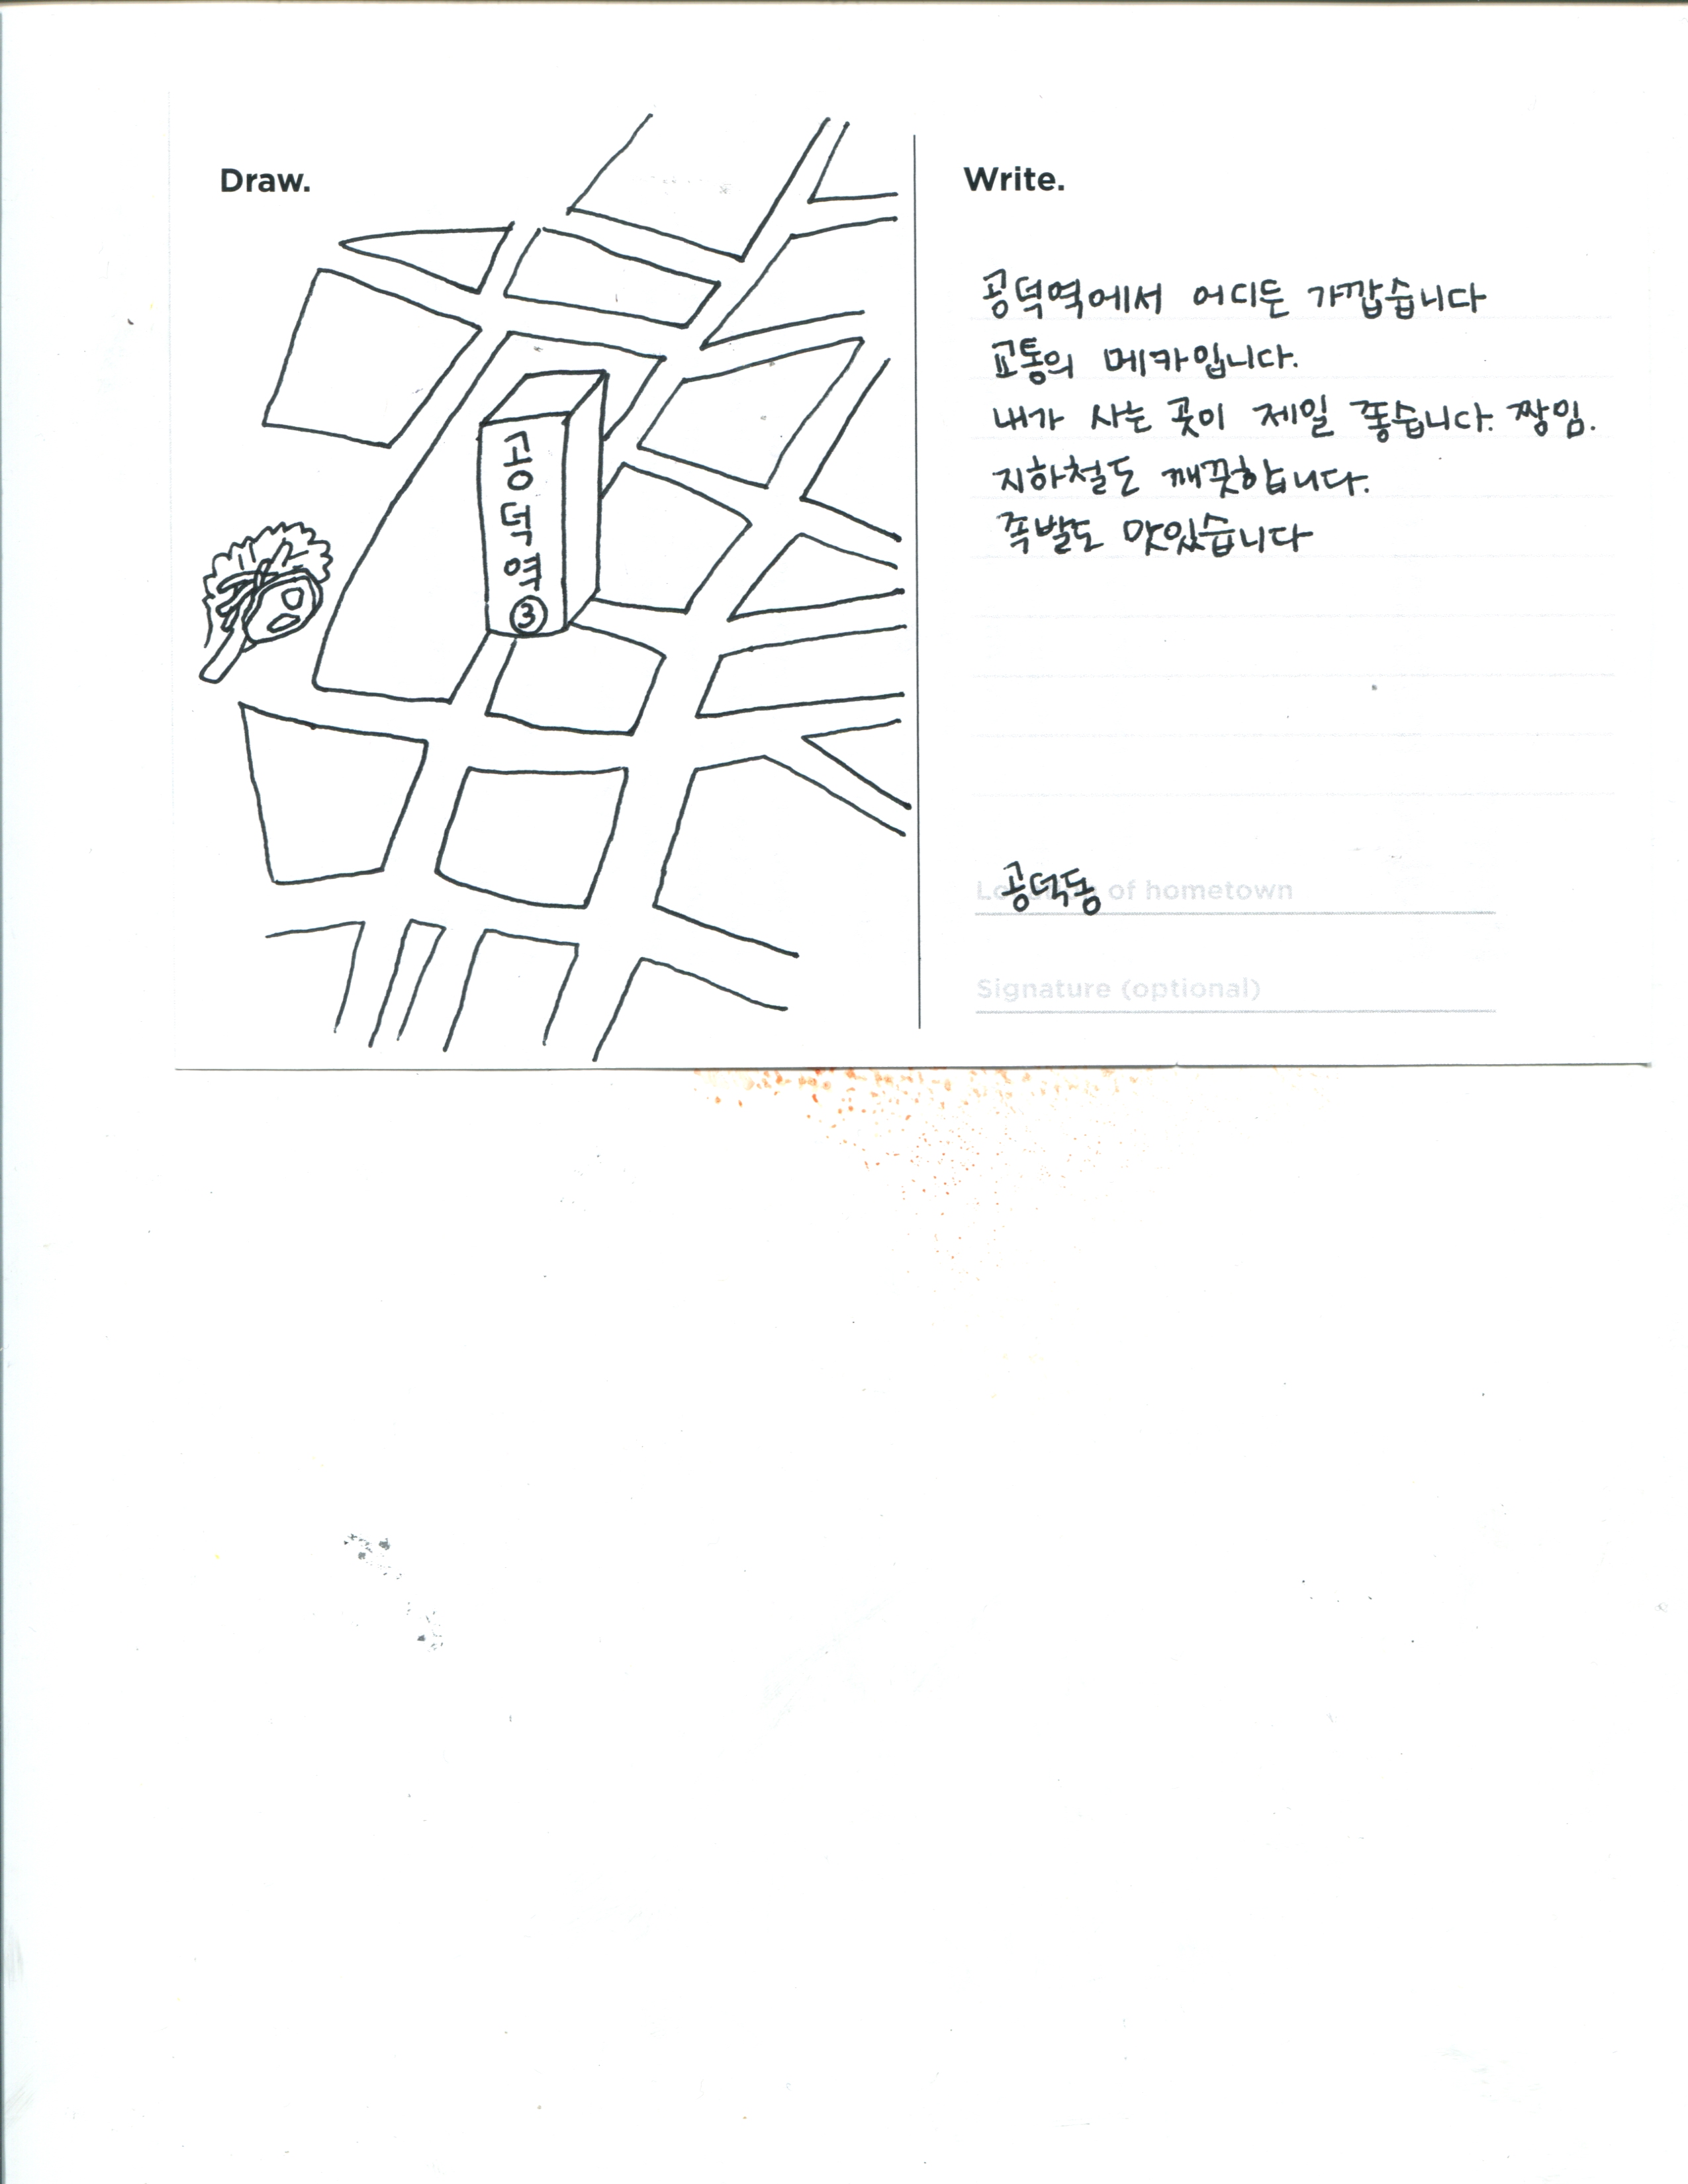 Draw.
공덕역
③
Write.
공덕역에서 어디든 가깝습니다
교통의 메카입니다.
내가 사는 곳이 제일 좋습니다. 짱임.
지하철도 깨끗합니다.
족발도 맛있습니다
공덕동
Location of hometown
Signature (optional)